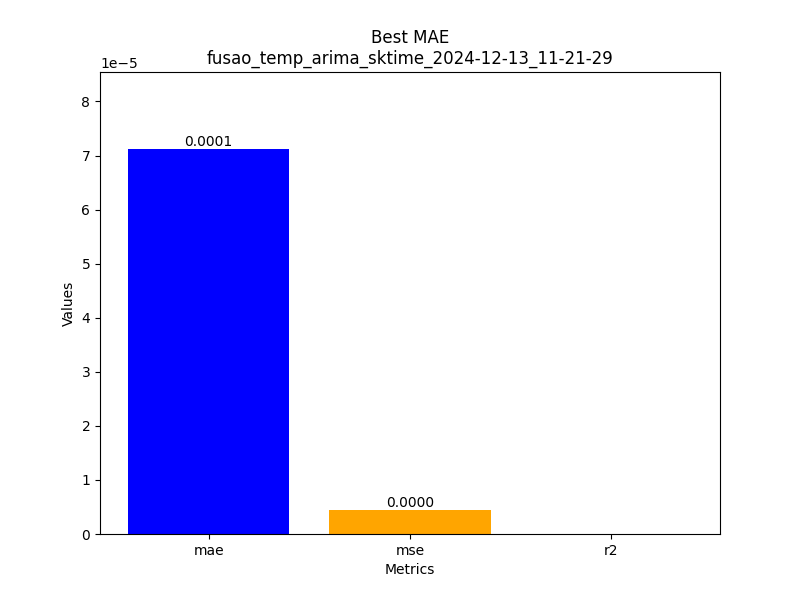 Best MAE
fusao_temp_arima_sktime_2024-12-13_11-21-29
1e−5
8
7
6
5
4
3
2
1
0
Values
0.0001
0.0000
mae
mse
r2
Metrics